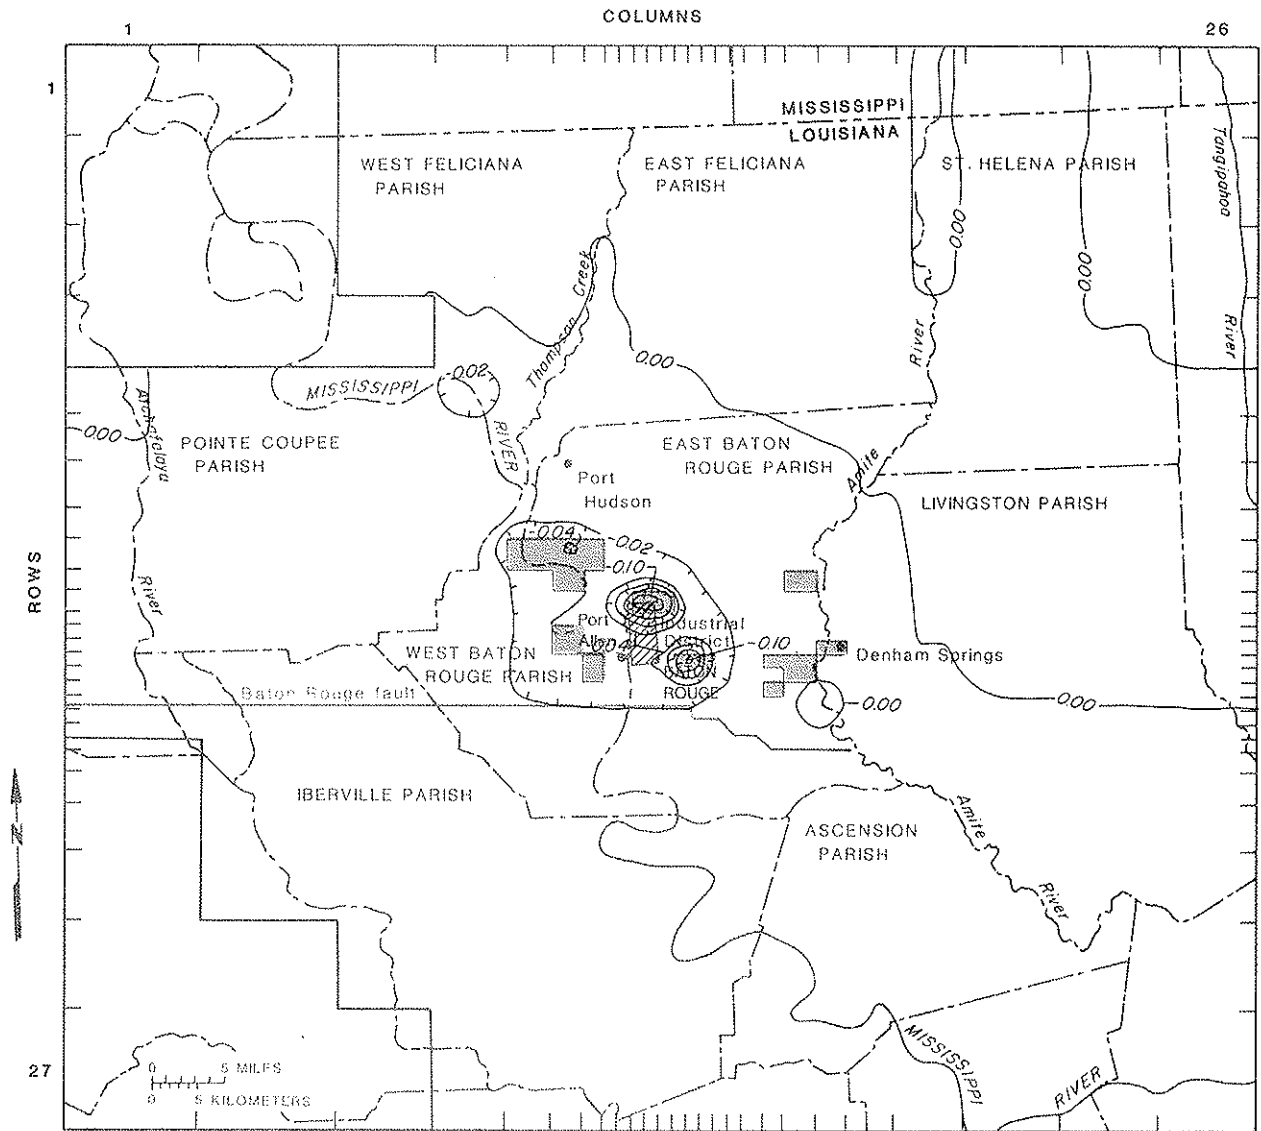 COLUMNS
1
26
1
MISSISSIPPI
LOUISIANA
WEST FELICIANA
PARISH
EAST FELICIANA
PARISH
ST. HELENA PARISH
Tangipahoa
River
0.00
0.00
Thompson
Creek
River
0.00
-0.02
MISSISSIPPI
RIVER
Atchafalaya
River
0.00
POINTE COUPEE
PARISH
EAST BATON
ROUGE PARISH
Port
Hudson
Amite
LIVINGSTON PARISH
ROWS
-0.04
-0.02
-0.10
Port
Allen
Industrial
District
-0.10
WEST BATON
ROUGE PARISH
BATON
ROUGE
Denham Springs
Baton Rouge fault
0.00
0.00
IBERVILLE PARISH
ASCENSION
PARISH
Amite
River
N
27
0 5 MILES
0 5 KILOMETERS
MISSISSIPPI
RIVER